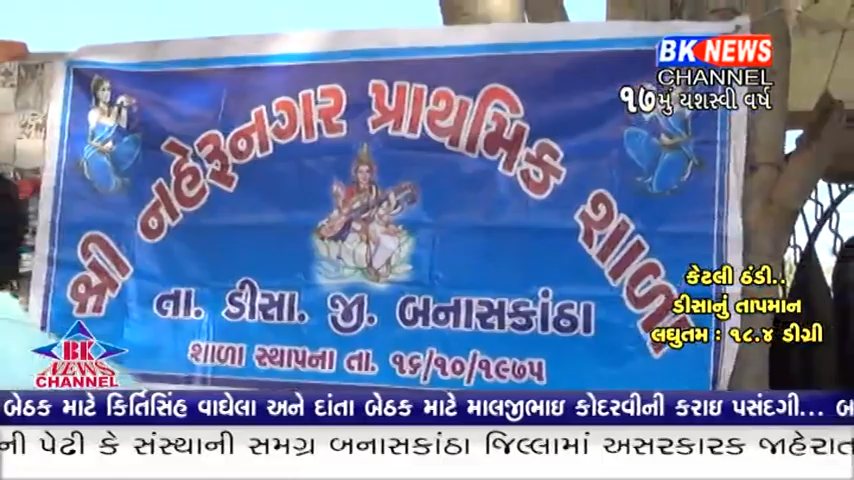 BK NEWS
CHANNEL
૧૭મું યશસ્વી વર્ષ
શ્રી નહેરૂનગર પ્રાથમિક શાળા
તા. ડીસા. જી. બનાસકાંઠા
શાળા સ્થાપના તા. ૧૬/૧૦/૧૯૭૫
કેટલી ઠંડી..
ડીસાનું તાપમાન
લઘુતમ : ૧૮.૪ ડીગ્રી
BK
NEWS
CHANNEL
બેઠક માટે કિર્તિસિંહ વાઘેલા અને દાંતા બેઠક માટે માલજીભાઇ કોદરવીની કરાઇ પસંદગી...
ની પેઢી કે સંસ્થાની સમગ્ર બનાસકાંઠા જિલ્લામાં અસરકારક જાહેરાત